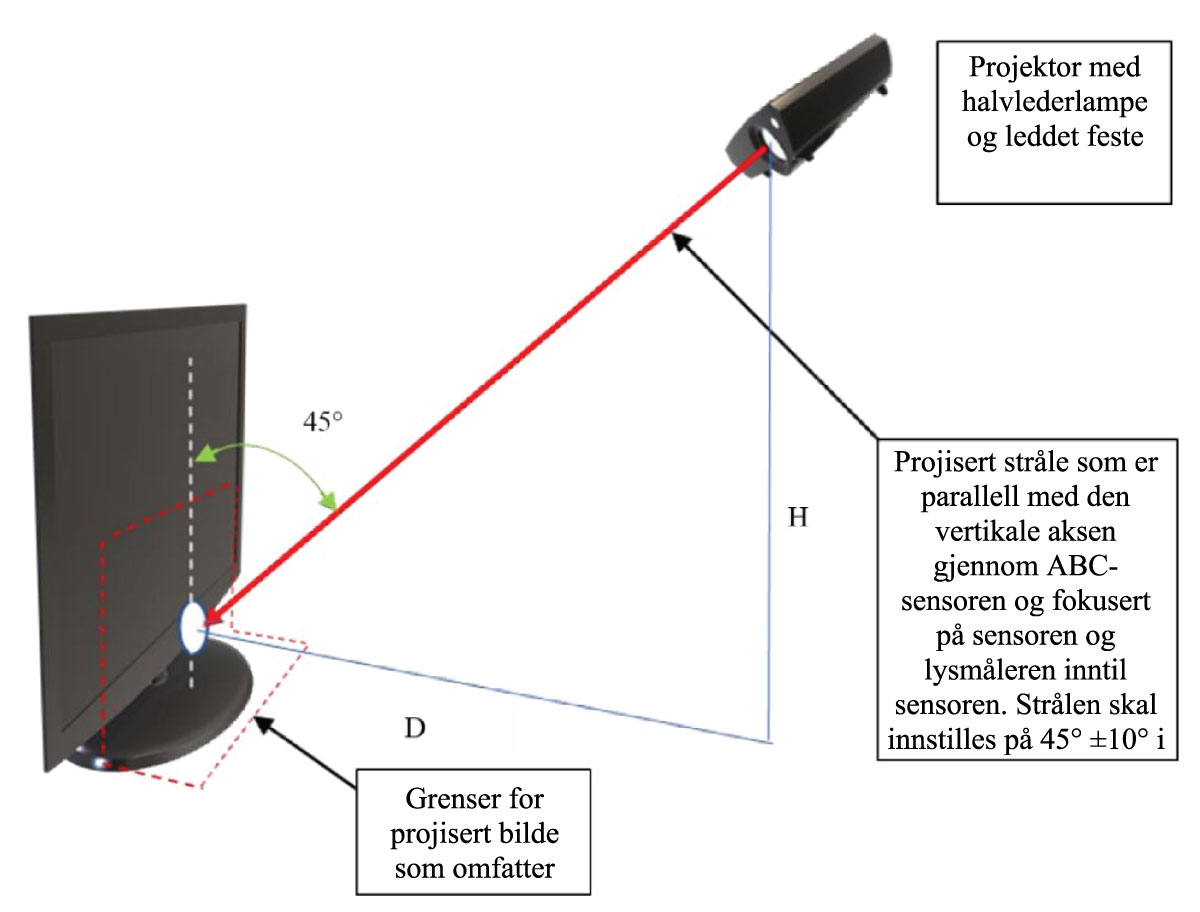 Projektor med
halvlederlampe
og leddet feste
45°
H
Projisert stråle som er
parallell med den
vertikale aksen
gjennom ABC-
sensoren og fokusert
på sensoren og
lysmåleren inntil
sensoren. Strålen skal
innstilles på 45° ±10° i
D
Grenser for
projisert bilde
som omfatter